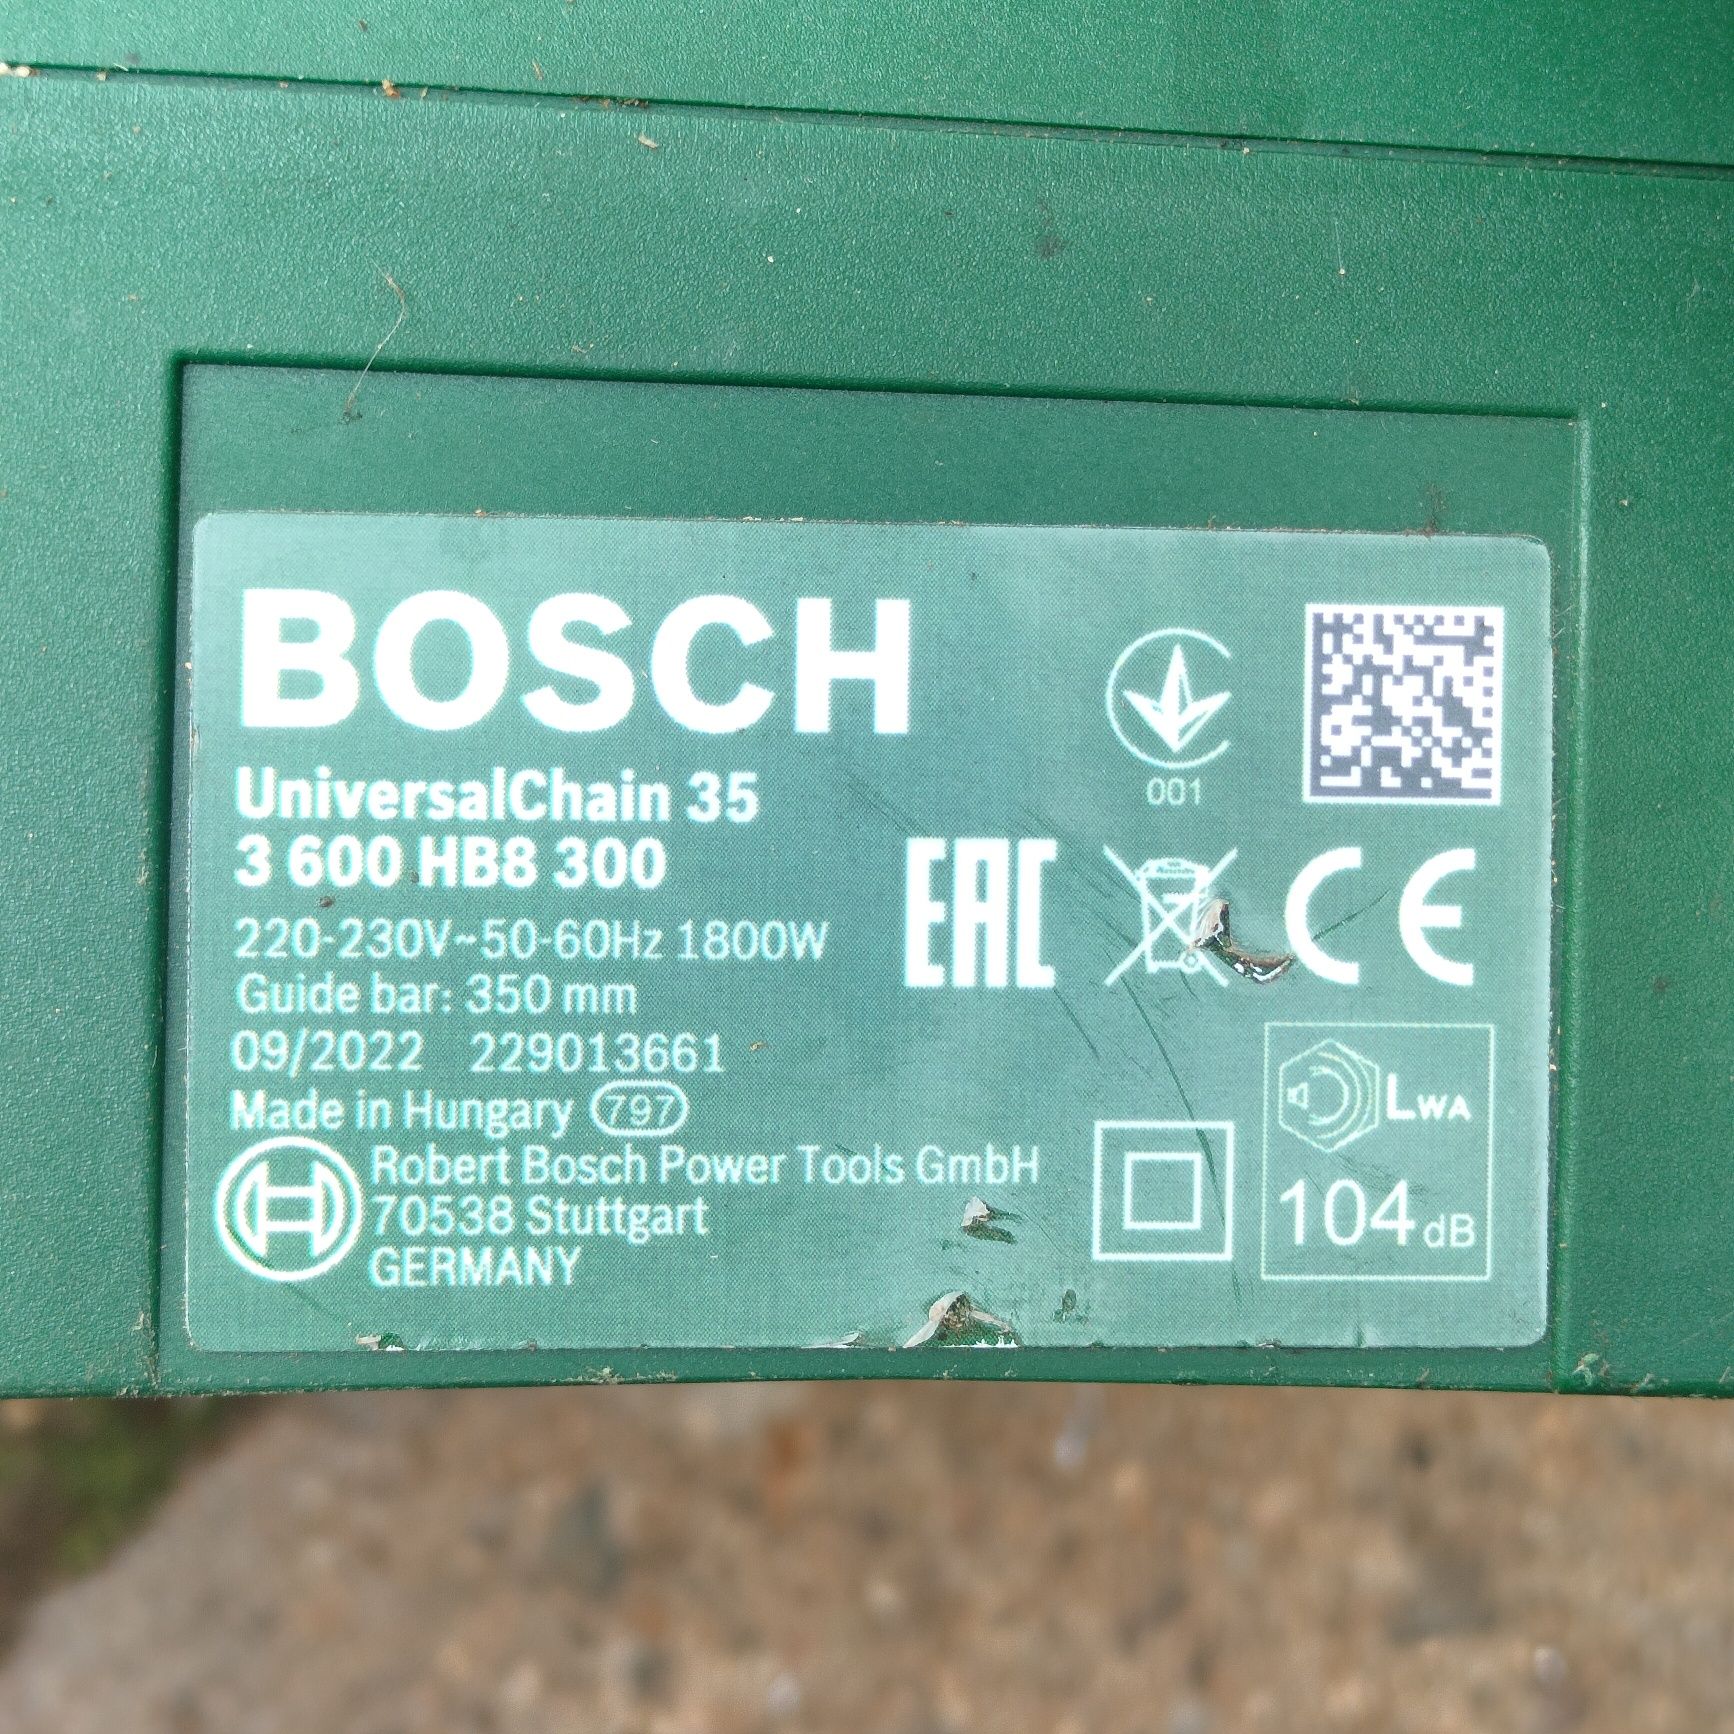 BOSCH
UniversalChain 35
3 600 HB8 300
220-230V~50-60Hz 1800W
Guide bar: 350 mm
09/2022 229013661
Made in Hungary 797
Robert Bosch Power Tools GmbH
70538 Stuttgart
GERMANY
001
EAC
CE
LWA
104 dB